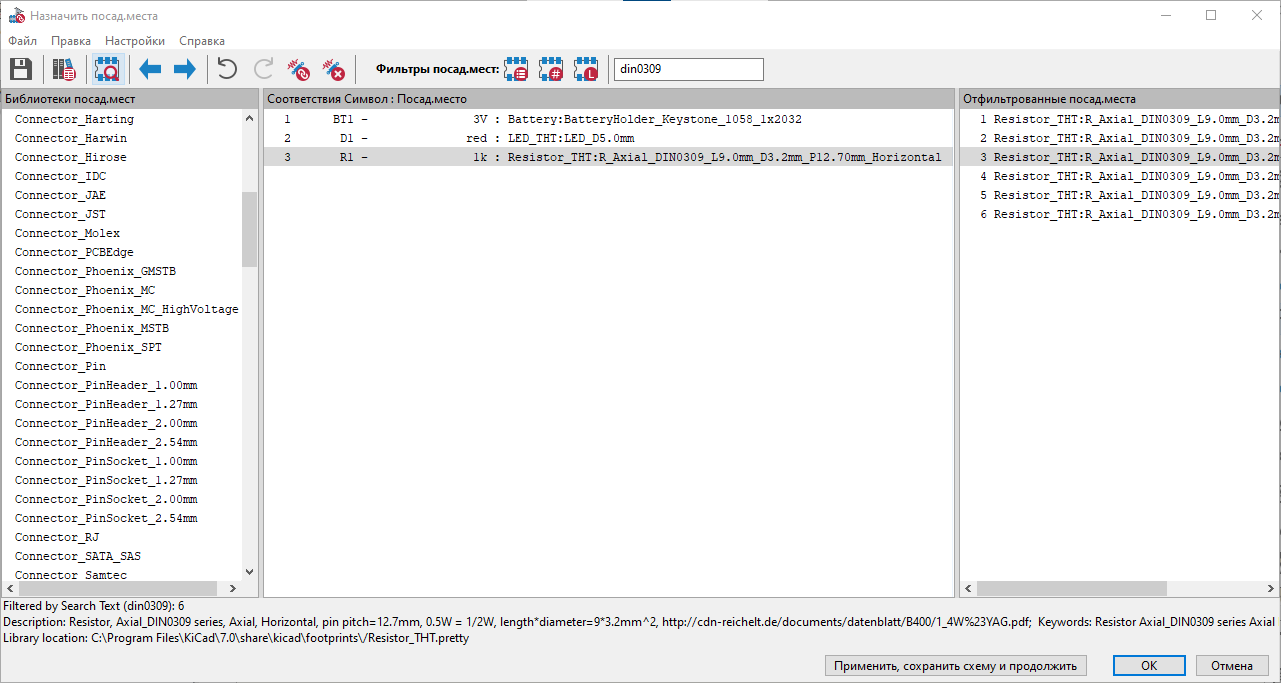 Назначить посад.места
Файл Правка Настройки Справка
Фильтры посад.мест: din0309
Библиотеки посад.мест
Connector_Harting
Connector_Harwin
Connector_Hirose
Connector_IDC
Connector_JAE
Connector_JST
Connector_Molex
Connector_PCBEdge
Connector_Phoenix_GMSTB
Connector_Phoenix_MC
Connector_Phoenix_MC_HighVoltage
Connector_Phoenix_MSTB
Connector_Phoenix_SPT
Connector_Pin
Connector_PinHeader_1.00mm
Connector_PinHeader_1.27mm
Connector_PinHeader_2.00mm
Connector_PinHeader_2.54mm
Connector_PinSocket_1.00mm
Connector_PinSocket_1.27mm
Connector_PinSocket_2.00mm
Connector_PinSocket_2.54mm
Connector_RJ
Connector_SATA_SAS
Connector_Samtec
Соответствия Символ : Посад.место
1 BT1 - 3V : Battery:BatteryHolder_Keystone_1058_1x2032
2 D1 - red : LED_THT:LED_D5.0mm
3 R1 - 1k : Resistor_THT:R_Axial_DIN0309_L9.0mm_D3.2mm_P12.70mm_Horizontal
Отфильтрованные посад.места
1 Resistor_THT:R_Axial_DIN0309_L9.0mm_D3.2m
2 Resistor_THT:R_Axial_DIN0309_L9.0mm_D3.2m
3 Resistor_THT:R_Axial_DIN0309_L9.0mm_D3.2m
4 Resistor_THT:R_Axial_DIN0309_L9.0mm_D3.2m
5 Resistor_THT:R_Axial_DIN0309_L9.0mm_D3.2m
6 Resistor_THT:R_Axial_DIN0309_L9.0mm_D3.2m
Filtered by Search Text (din0309): 6
Description: Resistor, Axial_DIN0309 series, Axial, Horizontal, pin pitch=12.7mm, 0.5W = 1/2W, length*diameter=9*3.2mm^2, http://cdn-reichelt.de/documents/datenblatt/B400/1_4W%23YAG.pdf; Keywords: Resistor Axial_DIN0309 series Axial
Library location: C:\Program Files\KiCad\7.0\share\kicad\footprints\/Resistor_THT.pretty
Применить, сохранить схему и продолжить OK Отмена